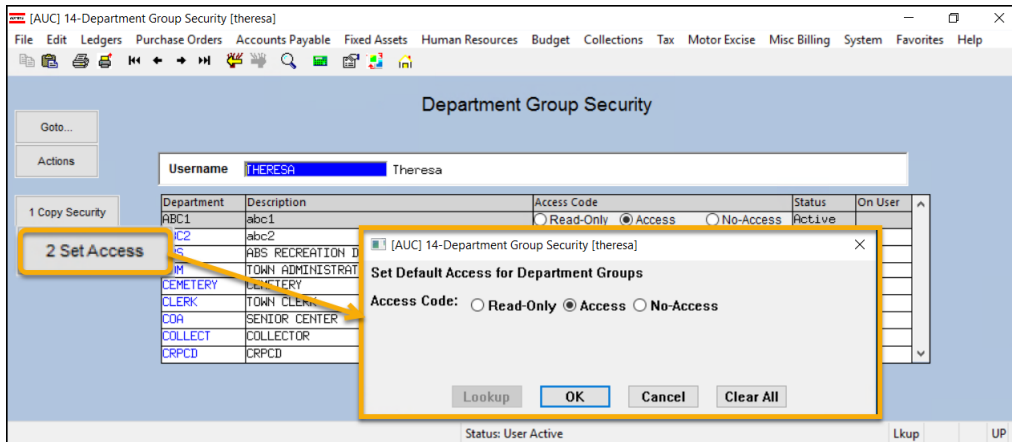 [AUC] 14-Department Group Security [theresa]
File Edit Ledgers Purchase Orders Accounts Payable Fixed Assets Human Resources Budget Collections Tax Motor Excise Misc Billing System Favorites Help
Department Group Security
Goto...
Actions
Username THERESA Theresa
1 Copy Security
2 Set Access
Department Description Access Code Status On User
ABC1 abc1 Read-Only Access No-Access Active
abc2
ABS RECREATION D
TOWN ADMINISTRAT
CEMETERY CEMETERY
CLERK TOWN CLERK
COA SENIOR CENTER
COLLECT COLLECTOR
CRPCD CRPCD
[AUC] 14-Department Group Security [theresa]
Set Default Access for Department Groups
Access Code: Read-Only Access No-Access
Lookup OK Cancel Clear All
Status: User Active Lkup UP